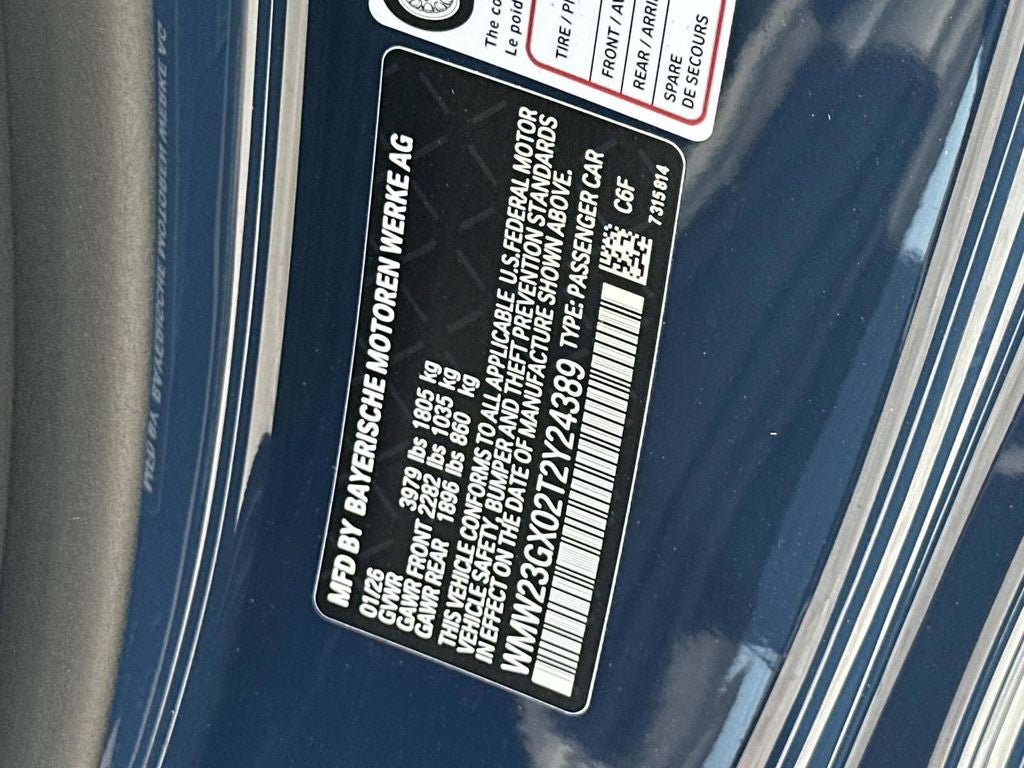 MFD BY BAYERISCHE MOTOREN WERKE AG
01/26
GVWR 3979 lbs 1805 kg
GAWR FRONT 2282 lbs 1035 kg
GAWR REAR 1896 lbs 860 kg
THIS VEHICLE CONFORMS TO ALL APPLICABLE U.S. FEDERAL MOTOR
VEHICLE SAFETY, BUMPER AND THEFT PREVENTION STANDARDS
IN EFFECT ON THE DATE OF MANUFACTURE SHOWN ABOVE.
WMW23GX02T2Y24389 TYPE: PASSENGER CAR
C6F
7 315 814
The co
Le poid
TIRE / P
FRONT / AV
REAR / ARRI
SPARE
DE SECOURS